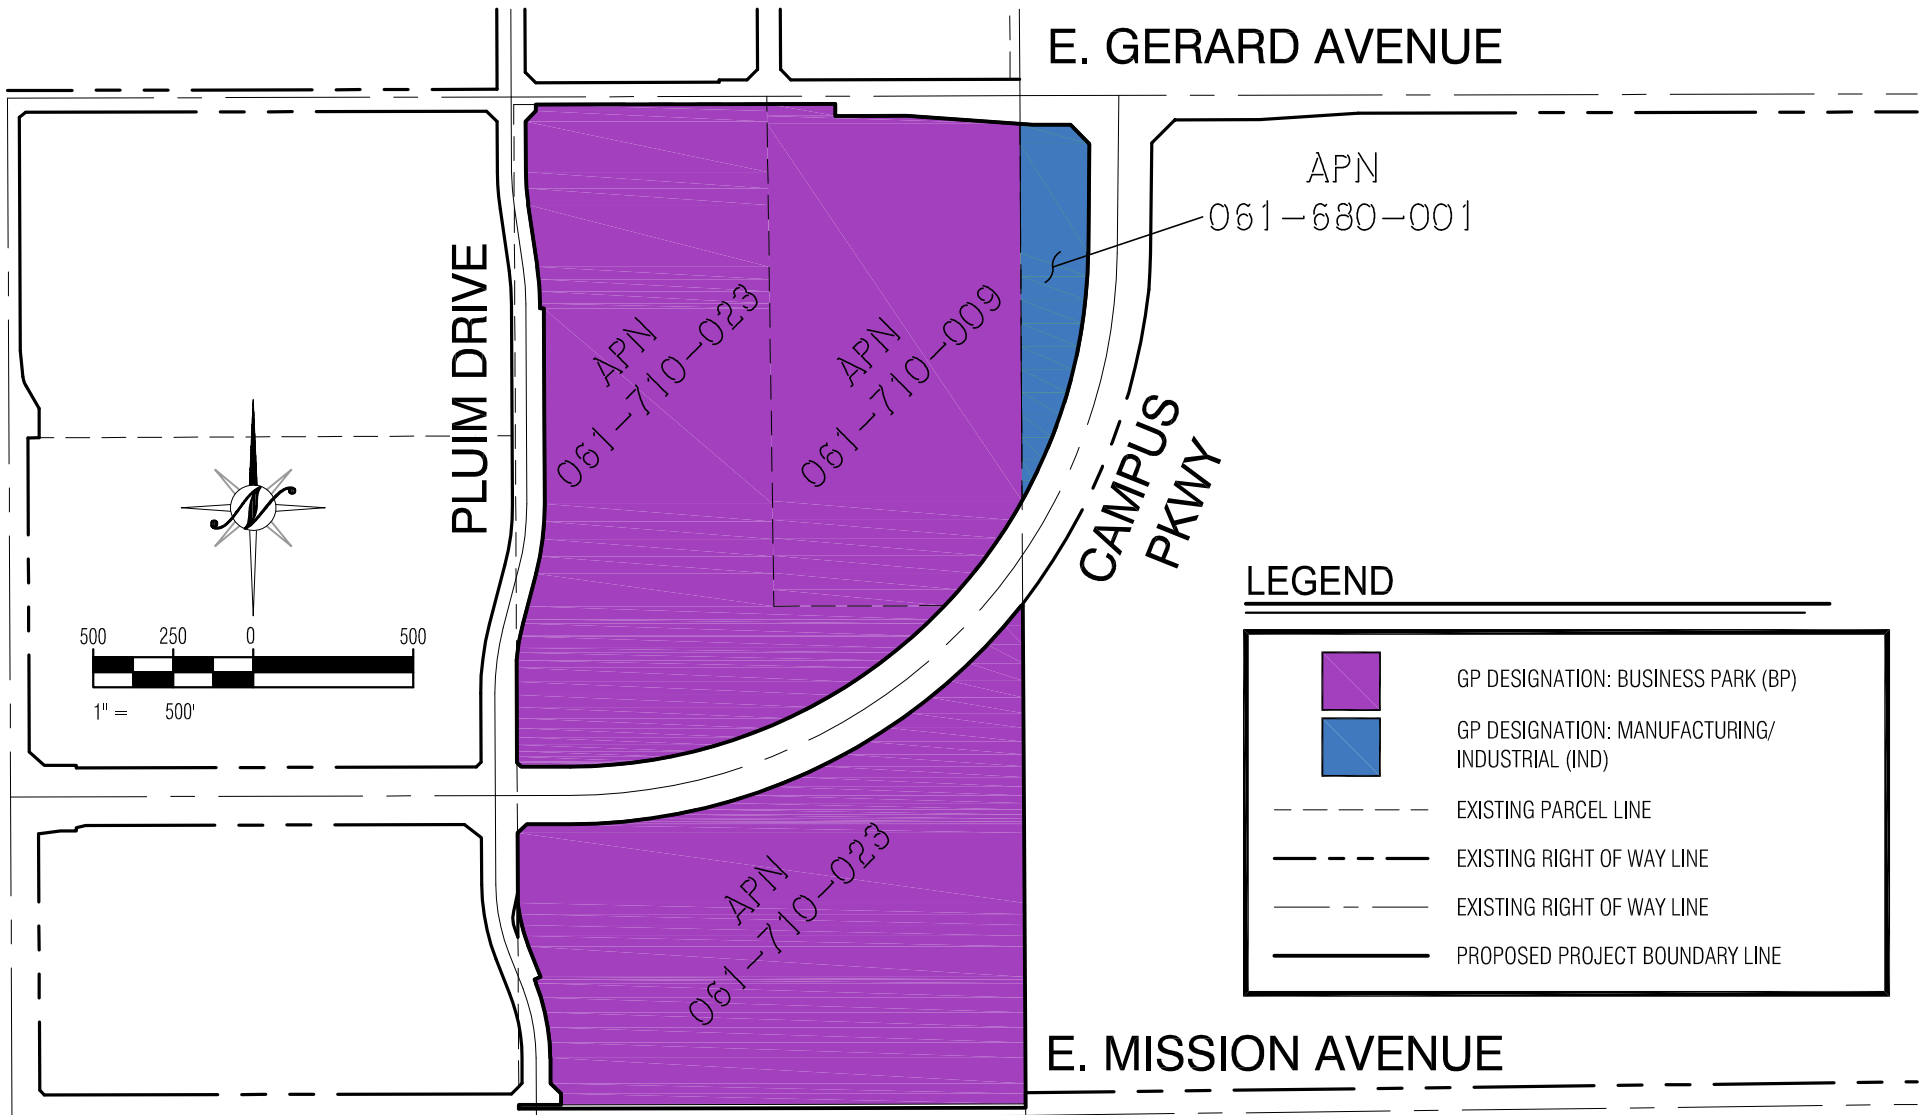 E. GERARD AVENUE
APN
061-680-001
PLUIM DRIVE
APN
061-710-023
APN
061-710-009
CAMPUS
PKWY
N
500 250 0 500
1" = 500'
LEGEND
GP DESIGNATION: BUSINESS PARK (BP)
GP DESIGNATION: MANUFACTURING/
INDUSTRIAL (IND)
EXISTING PARCEL LINE
EXISTING RIGHT OF WAY LINE
EXISTING RIGHT OF WAY LINE
PROPOSED PROJECT BOUNDARY LINE
APN
061-710-023
E. MISSION AVENUE